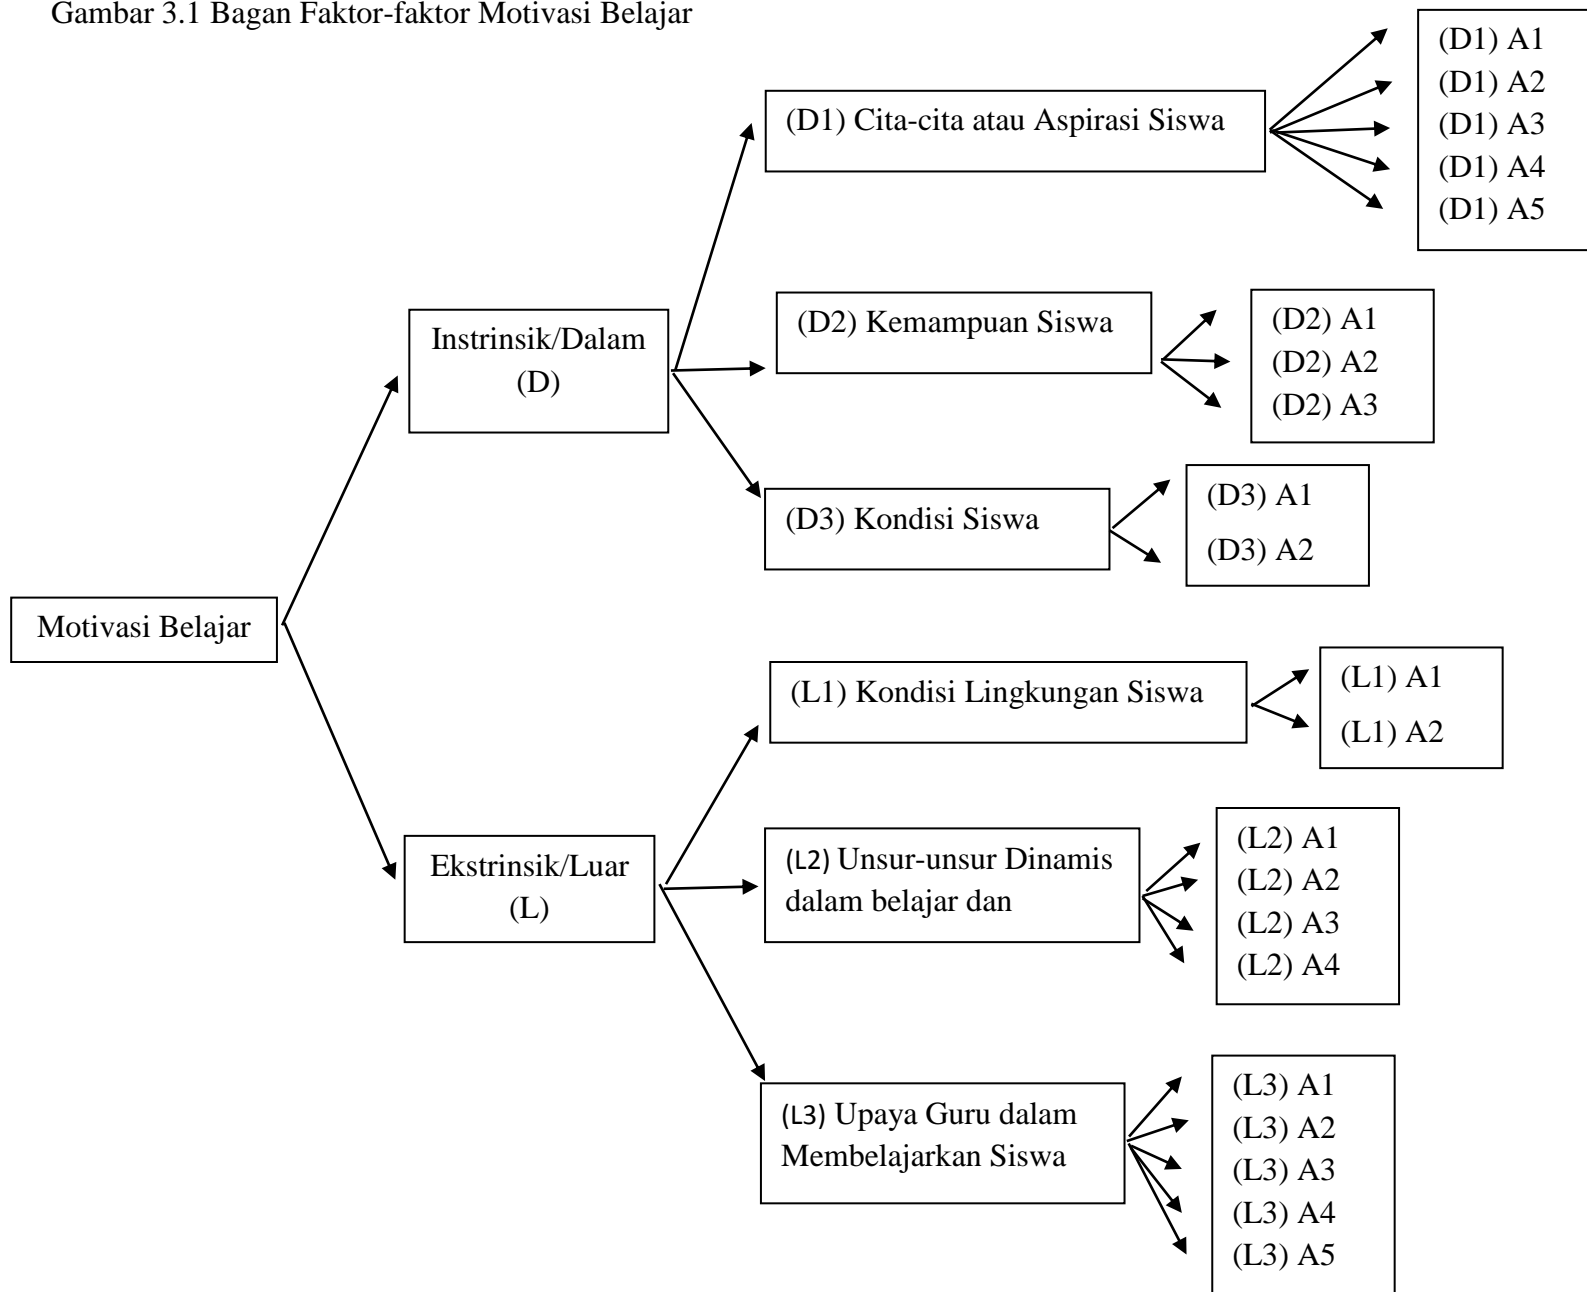 Gambar 3.1 Bagan Faktor-faktor Motivasi Belajar
(D1) Cita-cita atau Aspirasi Siswa
(D1) A1
(D1) A2
(D1) A3
(D1) A4
(D1) A5
Instrinsik/Dalam
(D)
(D2) Kemampuan Siswa
(D2) A1
(D2) A2
(D2) A3
(D3) Kondisi Siswa
(D3) A1
(D3) A2
Motivasi Belajar
(L1) Kondisi Lingkungan Siswa
(L1) A1
(L1) A2
Ekstrinsik/Luar
(L)
(L2) Unsur-unsur Dinamis
dalam belajar dan
(L2) A1
(L2) A2
(L2) A3
(L2) A4
(L3) Upaya Guru dalam
Membelajarkan Siswa
(L3) A1
(L3) A2
(L3) A3
(L3) A4
(L3) A5